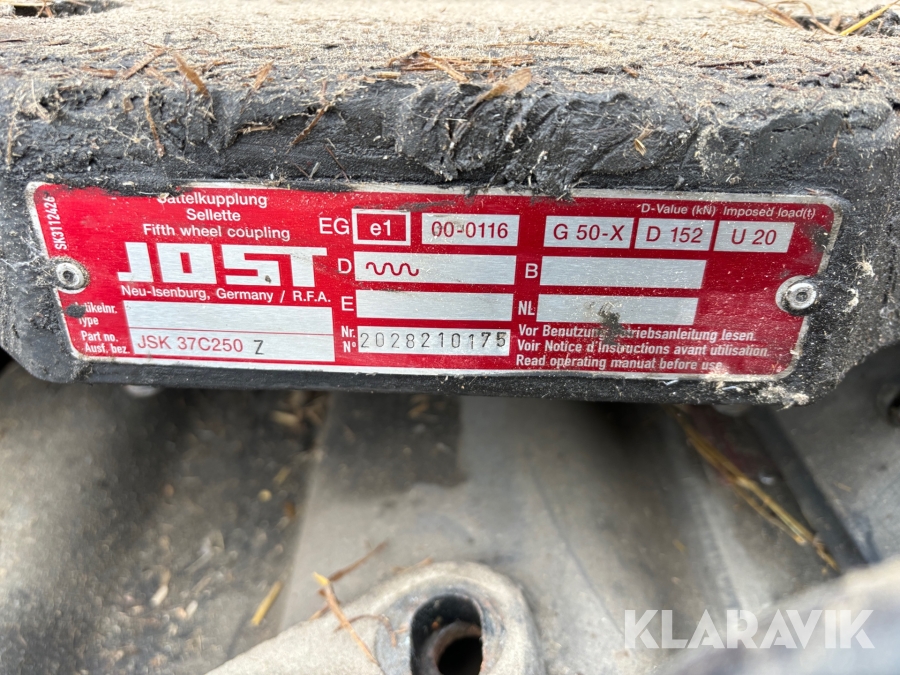 SK3112426
Sattelkupplung
Sellette
Fifth wheel coupling
JOST
Neu-Isenburg, Germany / R.F.A.
Artikelnr.
Type
Part no.
Ausf. bez.
JSK 37C250 Z
EG e1 00-0116
D-Value (kN) Imposed load(t)
G 50-X D 152 U 20
D B
E NL
Nr.
N° 2028210175
Vor Benutzung Betriebsanleitung lesen.
Voir Notice d'instructions avant utilisation.
Read operating manual before use.
KLARAVIK